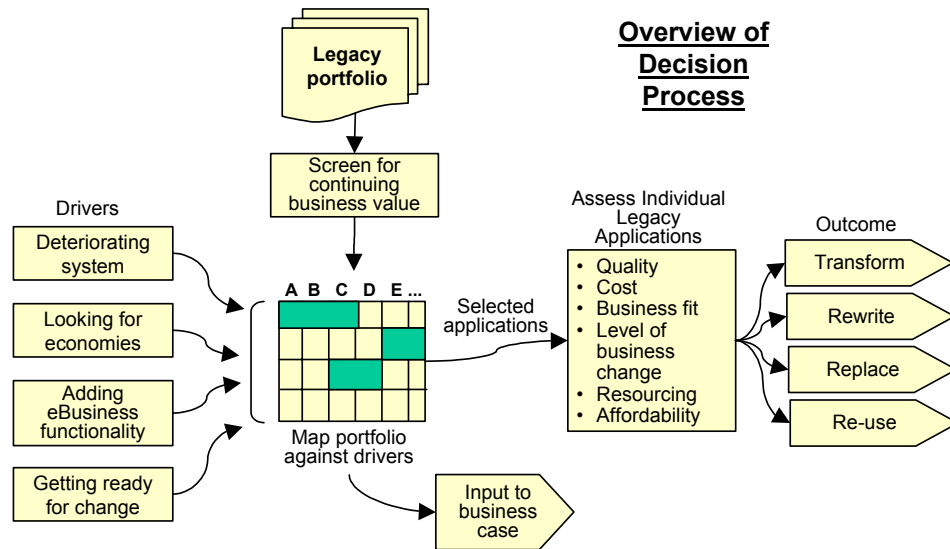 Overview of
Decision
Process
Legacy
portfolio
Screen for
continuing
business value
Drivers
Deteriorating
system
Looking for
economies
Adding
eBusiness
functionality
Getting ready
for change
A B C D E ...
Map portfolio
against drivers
Selected
applications
Input to
business
case
Assess Individual
Legacy
Applications
• Quality
• Cost
• Business fit
• Level of
business
change
• Resourcing
• Affordability
Outcome
Transform
Rewrite
Replace
Re-use